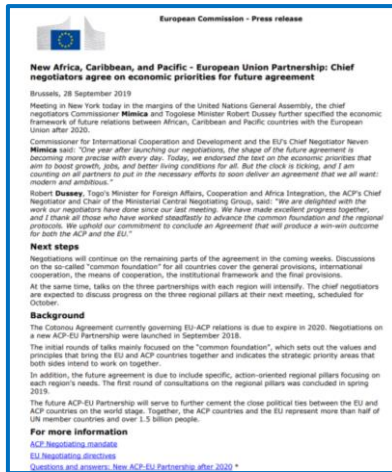 European Commission - Press release
New Africa, Caribbean, and Pacific - European Union Partnership: Chief
negotiators agree on economic priorities for future agreement
Brussels, 28 September 2019
Meeting in New York today in the margins of the United Nations General Assembly, the chief
negotiators Commissioner Mimica and Togolese Minister Robert Dussey further specified the economic
framework of future relations between African, Caribbean and Pacific countries with the European
Union after 2020.
Commissioner for International Cooperation and Development and the EU's Chief Negotiator Neven
Mimica said: "One year after launching our negotiations, the shape of the future agreement is
becoming more precise with every day. Today, we endorsed the text on the economic priorities that
aim to boost growth, jobs, and better living conditions for all. But the clock is ticking, and I am
counting on all partners to put in the necessary efforts to soon deliver an agreement that we all want:
modern and ambitious."
Robert Dussey, Togo's Minister for Foreign Affairs, Cooperation and Africa Integration, the ACP's Chief
Negotiator and Chair of the Ministerial Central Negotiating Group, said: "We are delighted with the
work our negotiators have done since our last meeting. We have made excellent progress together,
and I thank all those who have worked steadfastly to advance the common foundation and the regional
protocols. We uphold our commitment to conclude an Agreement that will produce a win-win outcome
for both the ACP and the EU."
Next steps
Negotiations will continue on the remaining parts of the agreement in the coming weeks. Discussions
on the so-called "common foundation" for all countries cover the general provisions, international
cooperation, the means of cooperation, the institutional framework and the final provisions.
At the same time, talks on the three partnerships with each region will intensify. The chief negotiators
are expected to discuss progress on the three regional pillars at their next meeting, scheduled for
October.
Background
The Cotonou Agreement currently governing EU-ACP relations is due to expire in 2020. Negotiations on
a new ACP-EU Partnership were launched in September 2018.
The initial rounds of talks mainly focused on the "common foundation", which sets out the values and
principles that bring the EU and ACP countries together and indicates the strategic priority areas that
both sides intend to work on together.
In addition, the future agreement is due to include specific, action-oriented regional pillars focusing on
each region's needs. The first round of consultations on the regional pillars was concluded in spring
2019.
The future ACP-EU Partnership will serve to further cement the close political ties between the EU and
ACP countries on the world stage. Together, the ACP countries and the EU represent more than half of
UN member countries and over 1.5 billion people.
For more information
ACP Negotiating mandate
EU Negotiating directives
Questions and answers: New ACP-EU Partnership after 2020 *